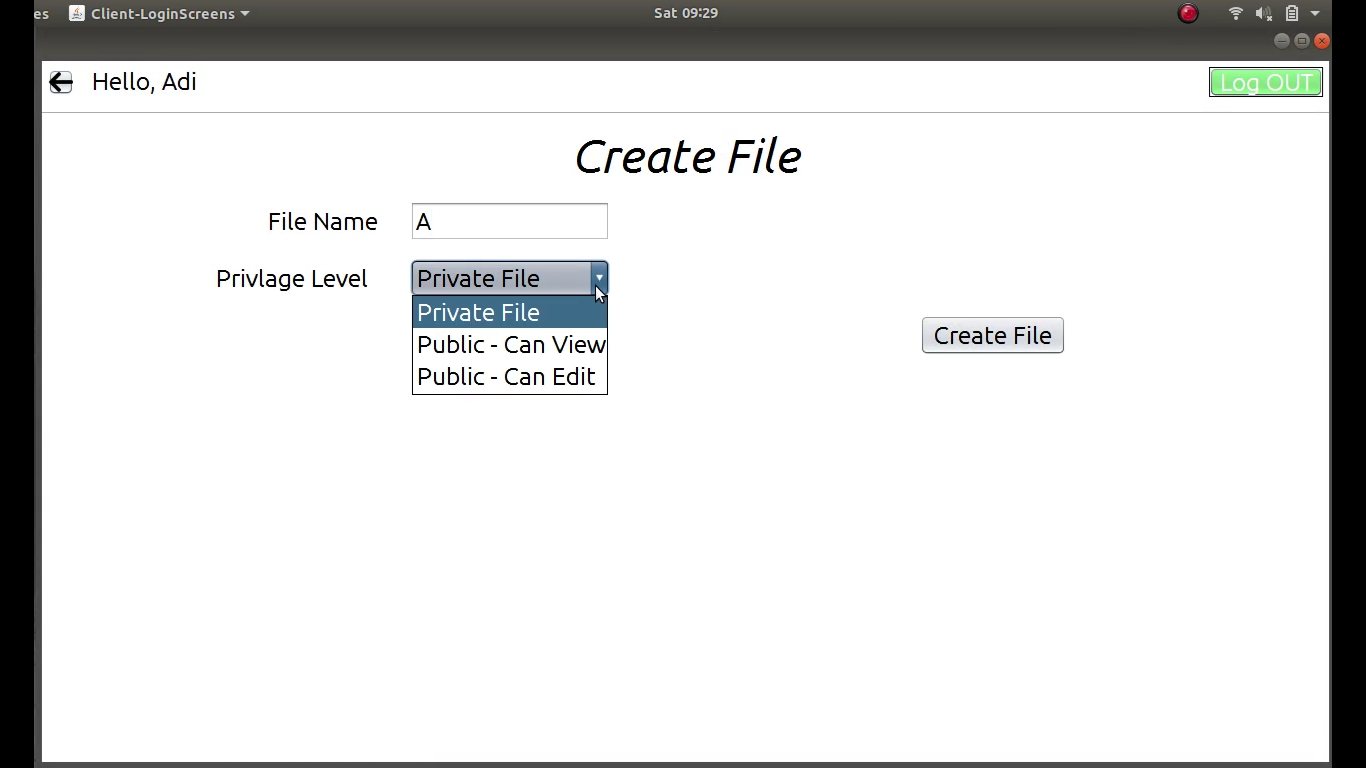 es Client-LoginScreens Sat 09:29
Hello, Adi Log OUT
Create File
File Name A
Privlage Level Private File
Private File
Public - Can View
Create File
Public - Can Edit